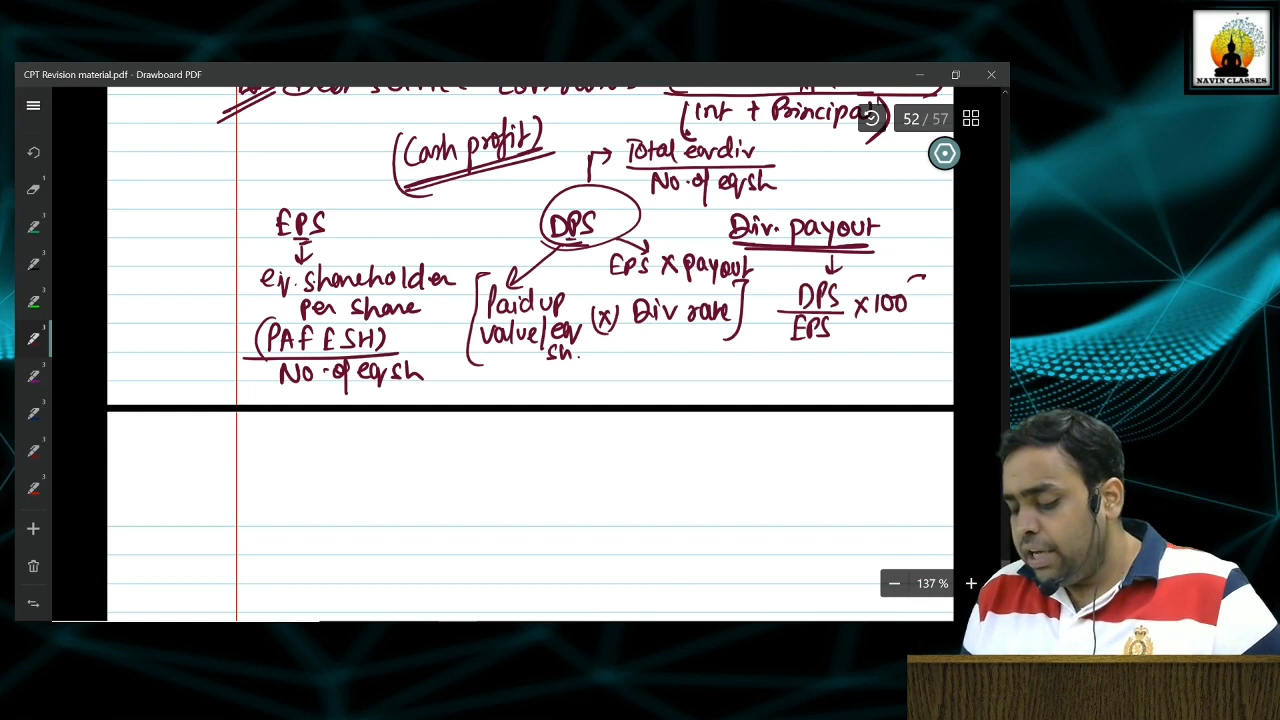 NAVIN CLASSES
CPT Revision material.pdf - Drawboard PDF
(Int + Principal)
52 / 57
(Cash profit)
Total eq div
No. of eq sh
EPS
DPS
Div. payout
eq. shareholder
per share
EPS X payout
(PAFESH)
No. of eq sh
Paid up
value/eq
sh.
(x) Div rate
DPS
EPS
X 100
137 %